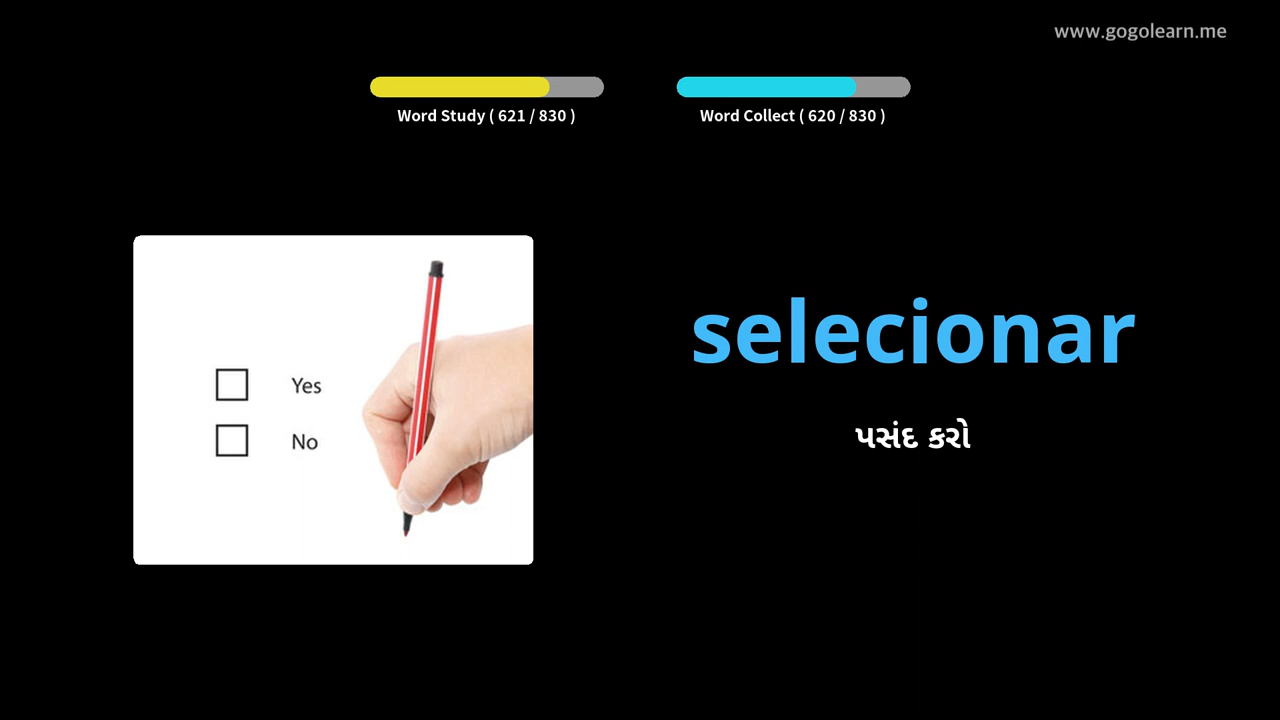 www.gogolearn.me
Word Study ( 621 / 830 )
Word Collect ( 620 / 830 )
Yes
No
selecionar
પસંદ કરો